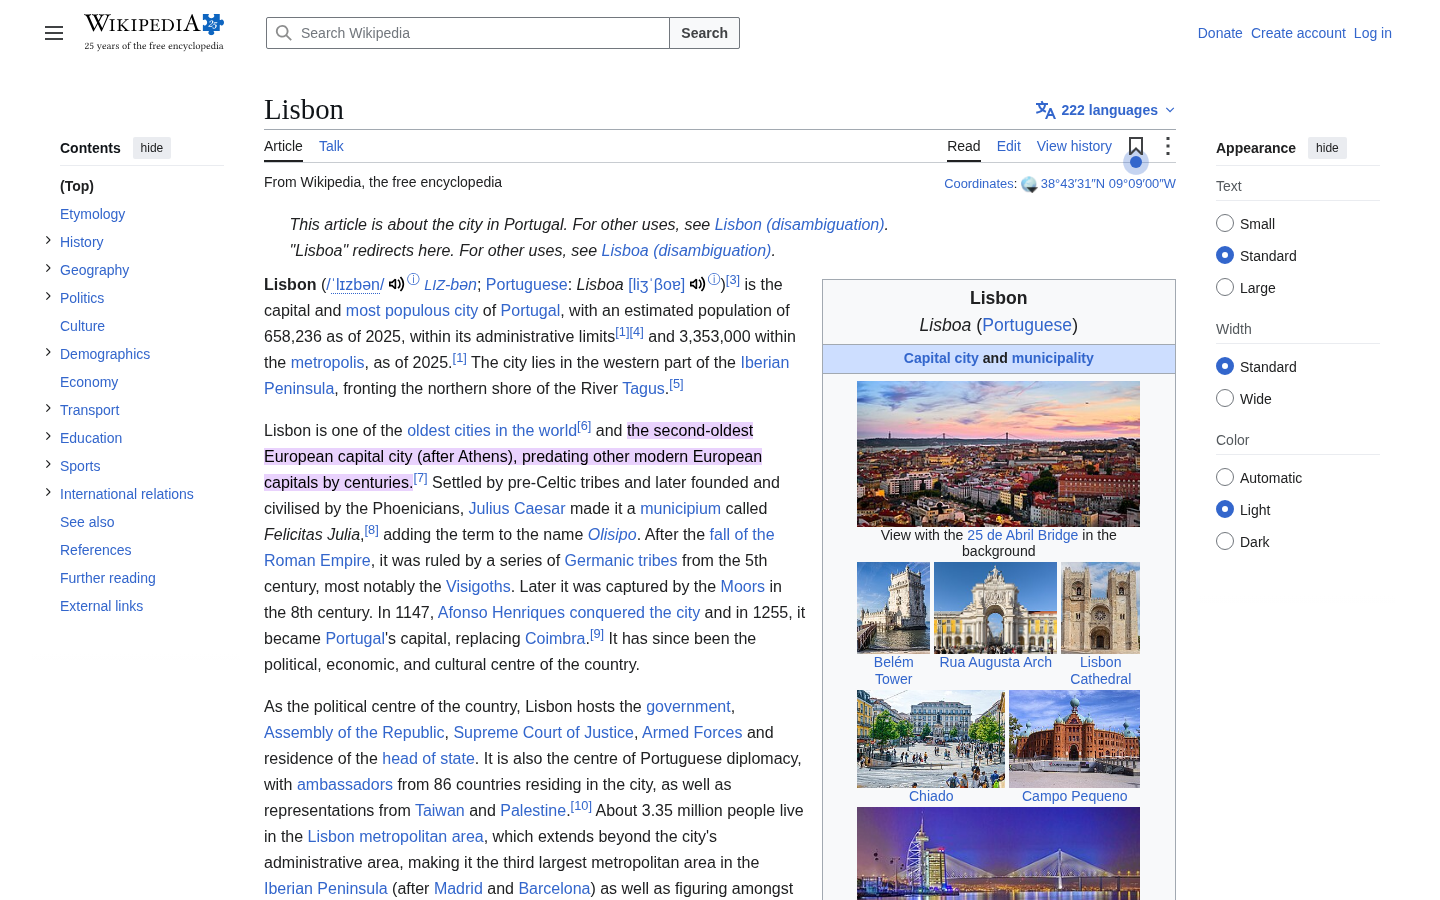 WIKIPEDIA
25 years of the free encyclopedia
Search Wikipedia
Search
Donate Create account Log in
Contents hide
(Top)
Etymology
History
Geography
Politics
Culture
Demographics
Economy
Transport
Education
Sports
International relations
See also
References
Further reading
External links
Lisbon
222 languages
Article Talk
Read Edit View history
From Wikipedia, the free encyclopedia
Coordinates: 38°43′31″N 09°09′00″W
This article is about the city in Portugal. For other uses, see Lisbon (disambiguation).
"Lisboa" redirects here. For other uses, see Lisboa (disambiguation).
Lisbon (/ˈlɪzbən/ ⓘ LIZ-bən; Portuguese: Lisboa [liʒˈβoɐ] ⓘ)[3] is the
capital and most populous city of Portugal, with an estimated population of
658,236 as of 2025, within its administrative limits[1][4] and 3,353,000 within
the metropolis, as of 2025.[1] The city lies in the western part of the Iberian
Peninsula, fronting the northern shore of the River Tagus.[5]
Lisbon is one of the oldest cities in the world[6] and the second-oldest
European capital city (after Athens), predating other modern European
capitals by centuries.[7] Settled by pre-Celtic tribes and later founded and
civilised by the Phoenicians, Julius Caesar made it a municipium called
Felicitas Julia,[8] adding the term to the name Olisipo. After the fall of the
Roman Empire, it was ruled by a series of Germanic tribes from the 5th
century, most notably the Visigoths. Later it was captured by the Moors in
the 8th century. In 1147, Afonso Henriques conquered the city and in 1255, it
became Portugal's capital, replacing Coimbra.[9] It has since been the
political, economic, and cultural centre of the country.
As the political centre of the country, Lisbon hosts the government,
Assembly of the Republic, Supreme Court of Justice, Armed Forces and
residence of the head of state. It is also the centre of Portuguese diplomacy,
with ambassadors from 86 countries residing in the city, as well as
representations from Taiwan and Palestine.[10] About 3.35 million people live
in the Lisbon metropolitan area, which extends beyond the city's
administrative area, making it the third largest metropolitan area in the
Iberian Peninsula (after Madrid and Barcelona) as well as figuring amongst
Lisbon
Lisboa (Portuguese)
Capital city and municipality
View with the 25 de Abril Bridge in the
background
Belém
Tower
Rua Augusta Arch
Lisbon
Cathedral
Chiado
Campo Pequeno
Appearance hide
Text
Small
Standard
Large
Width
Standard
Wide
Color
Automatic
Light
Dark